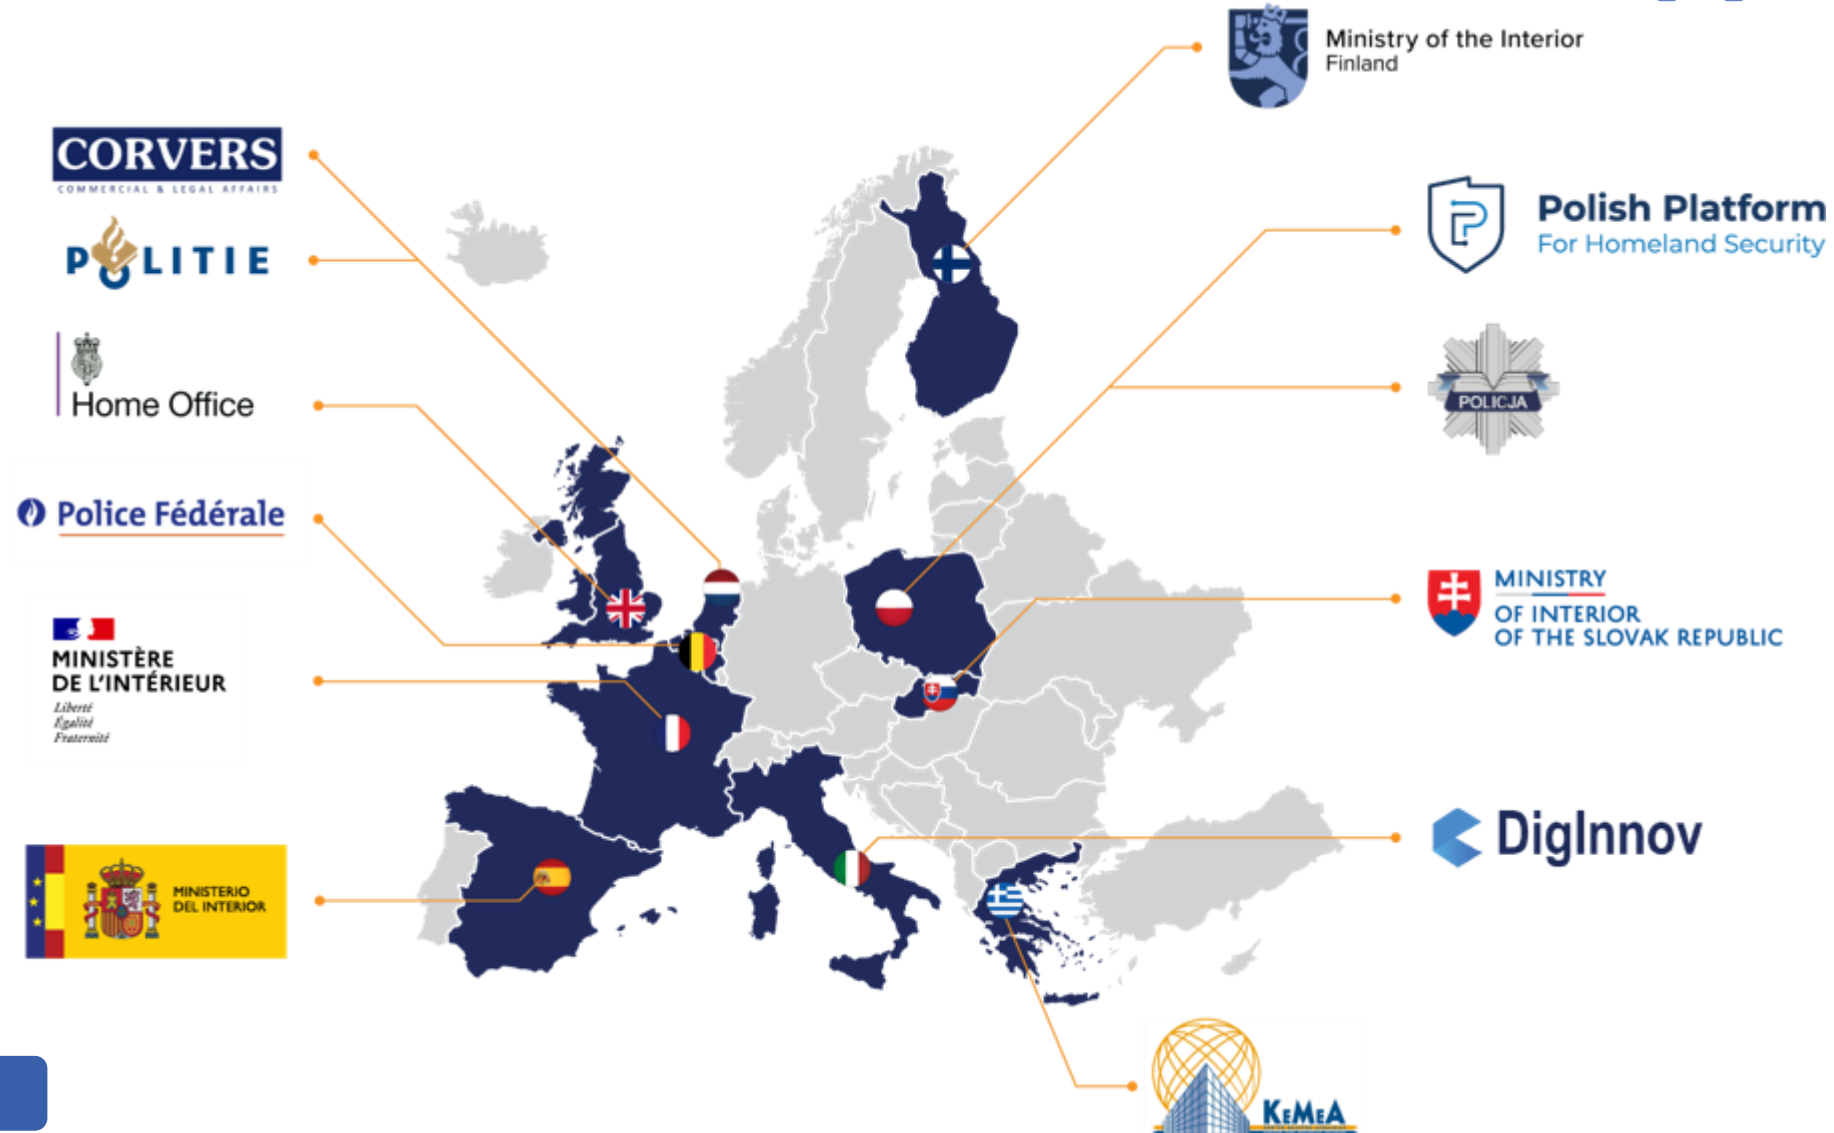 Ministry of the Interior
Finland
CORVERS
COMMERCIAL & LEGAL AFFAIRS
POLITIE
Home Office
Police Fédérale
MINISTÈRE
DE L'INTÉRIEUR
Liberté
Égalité
Fraternité
MINISTERIO
DEL INTERIOR
Polish Platform
For Homeland Security
POLICJA
MINISTRY
OF INTERIOR
OF THE SLOVAK REPUBLIC
DigInnov
KEMEA